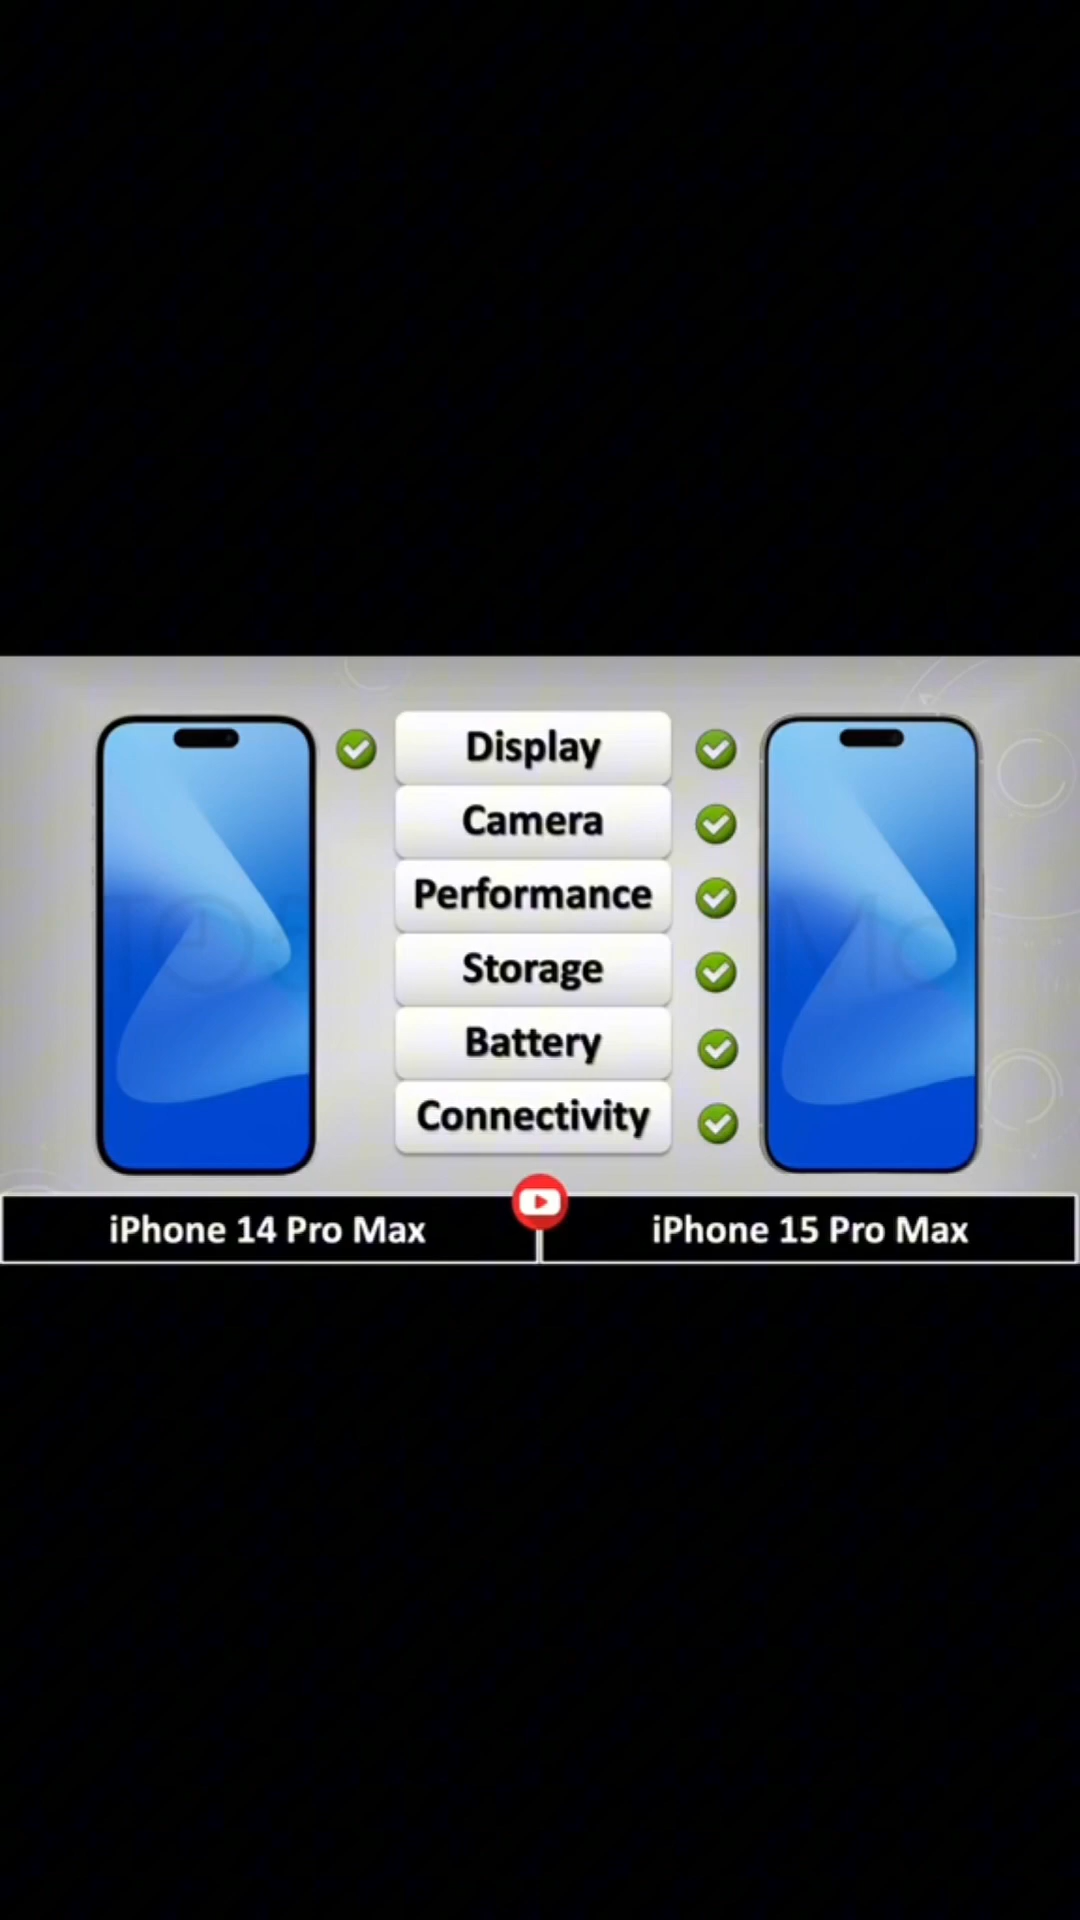 Display
Camera
Performance
Storage
Battery
Connectivity
iPhone 14 Pro Max
iPhone 15 Pro Max